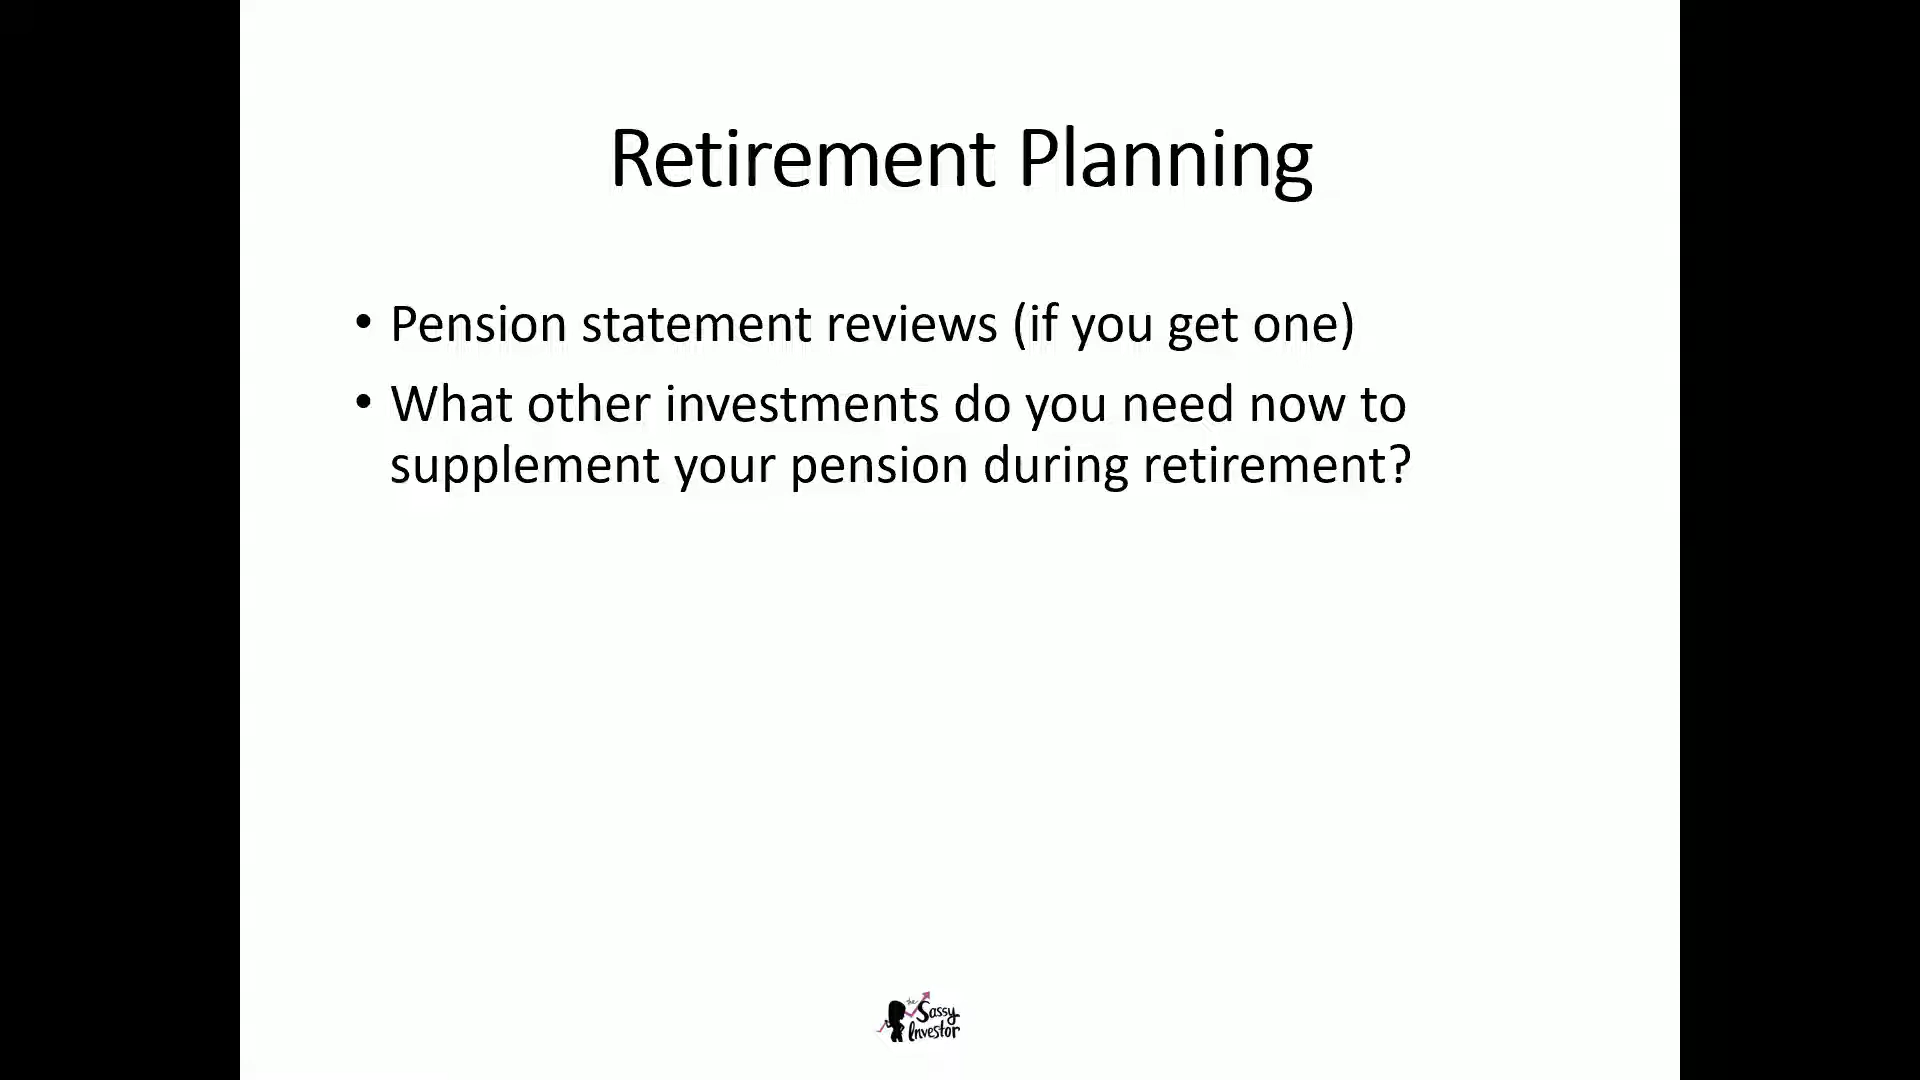 Retirement Planning
• Pension statement reviews (if you get one)
• What other investments do you need now to
supplement your pension during retirement?
the
Sassy
Investor